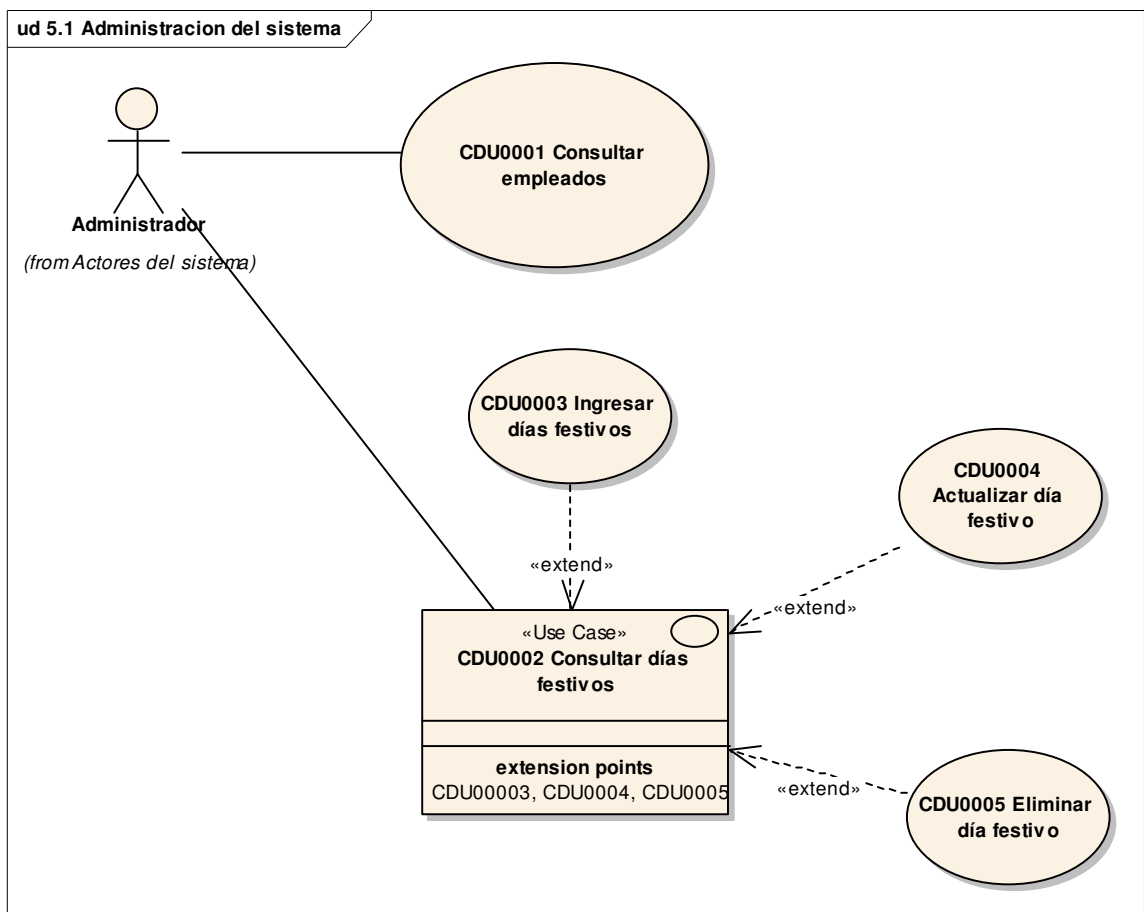 ud 5.1 Administracion del sistema
Administrador
(from Actores del sistema)
CDU0001 Consultar
empleados
CDU0003 Ingresar
días festivos
CDU0004
Actualizar día
festivo
«extend»
«extend»
«Use Case»
CDU0002 Consultar días
festivos
extension points
CDU00003, CDU0004, CDU0005
«extend»
CDU0005 Eliminar
día festivo